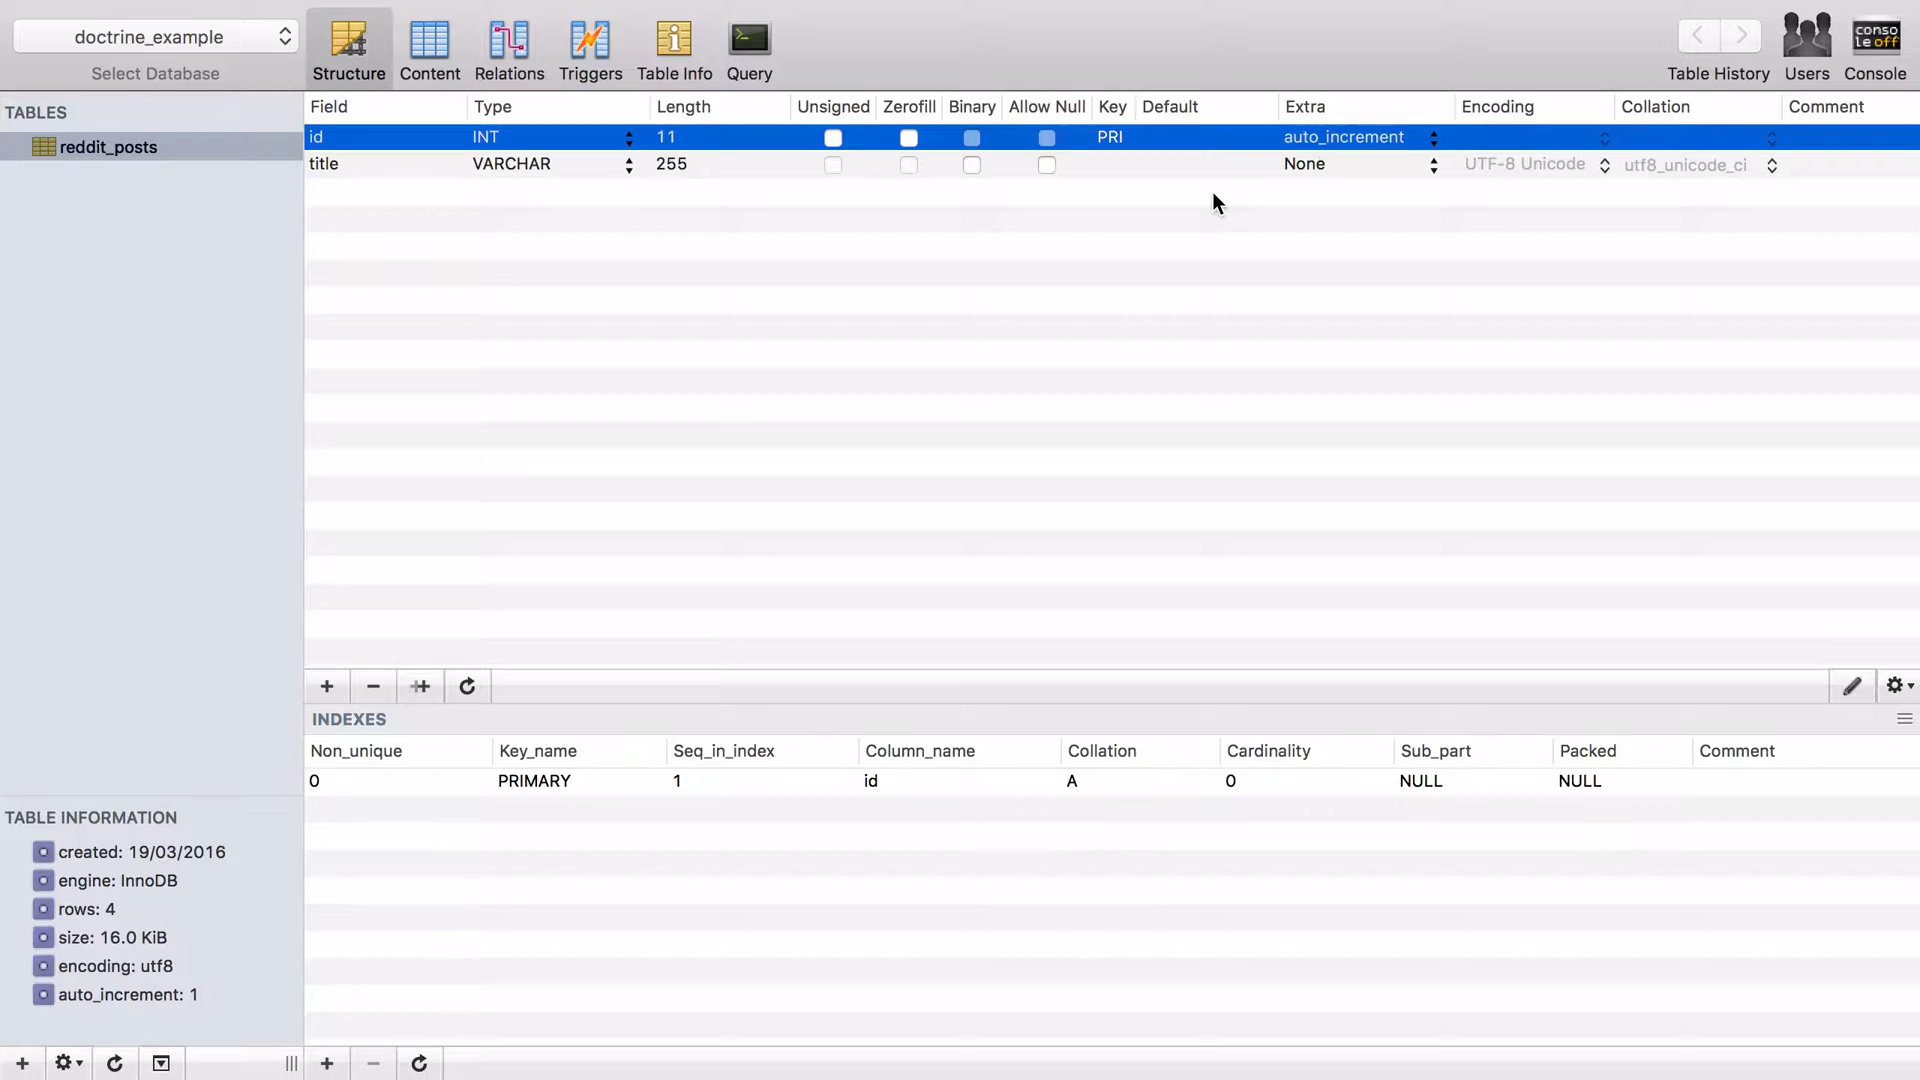 doctrine_example
Select Database
Structure
Content
Relations
Triggers
Table Info
Query
Table History
Users
conso
le off
Console
TABLES
reddit_posts
Field Type Length Unsigned Zerofill Binary Allow Null Key Default Extra Encoding Collation Comment
id INT 11 PRI auto_increment
title VARCHAR 255 None UTF-8 Unicode utf8_unicode_ci
INDEXES
Non_unique Key_name Seq_in_index Column_name Collation Cardinality Sub_part Packed Comment
0 PRIMARY 1 id A 0 NULL NULL
TABLE INFORMATION
created: 19/03/2016
engine: InnoDB
rows: 4
size: 16.0 KiB
encoding: utf8
auto_increment: 1